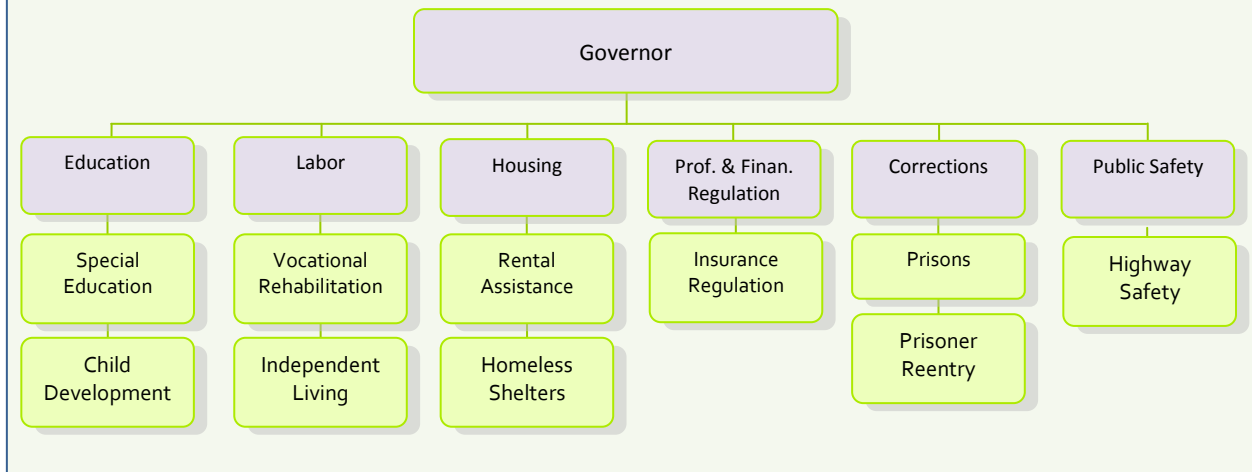 Governor
Education
Labor
Housing
Prof. & Finan.
Regulation
Corrections
Public Safety
Special
Education
Vocational
Rehabilitation
Rental
Assistance
Insurance
Regulation
Prisons
Highway
Safety
Child
Development
Independent
Living
Homeless
Shelters
Prisoner
Reentry